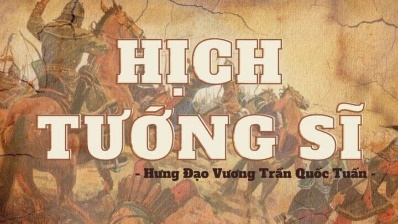 HỊCH
TƯỚNG SĨ
- Hưng Đạo Vương Trần Quốc Tuấn -